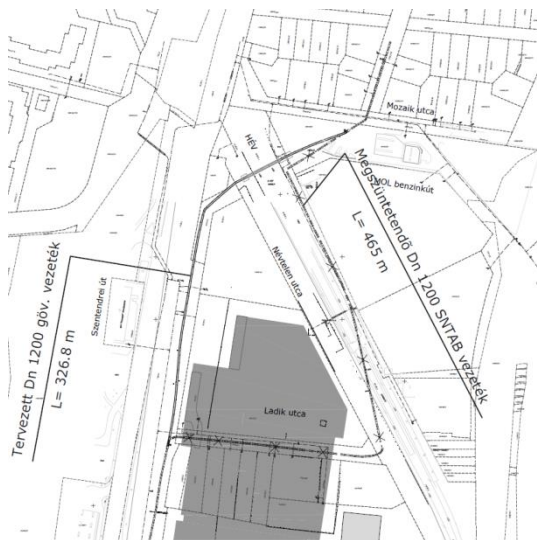 Mozaik utca
HÉV
MOL benzinkút
Megszüntetendő Dn 1200 SNTAB vezeték
L= 465 m
Névtelen utca
Szentendrei út
Tervezett Dn 1200 göv. vezeték
L= 326.8 m
Ladik utca